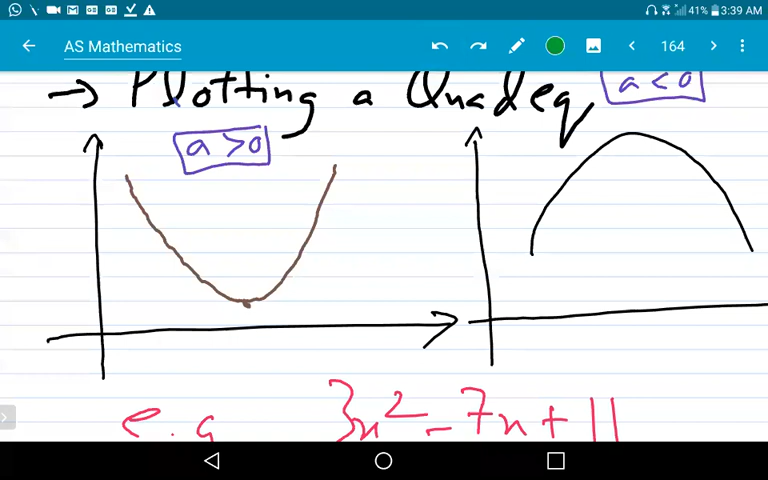 41% 3:39 AM
AS Mathematics 164
→ Plotting a Quadeq
a > 0
a < 0
e.g 3x² - 7x + 11